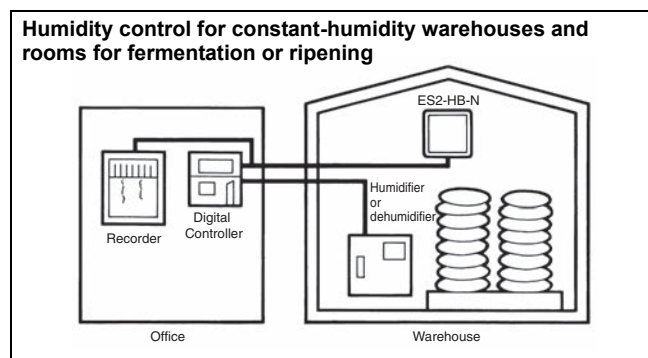 Humidity control for constant-humidity warehouses and
rooms for fermentation or ripening
ES2-HB-N
Humidifier
or
dehumidifier
Recorder
Digital
Controller
Office
Warehouse